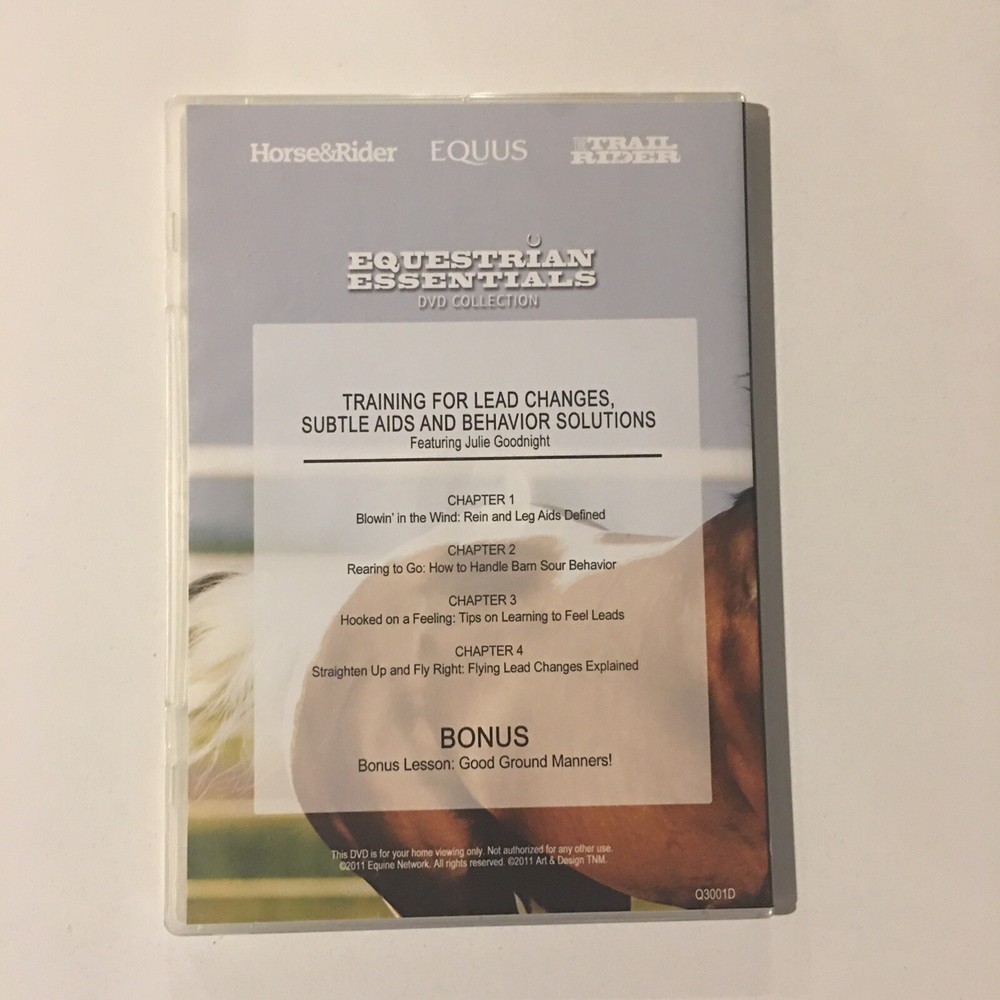 Horse&Rider
EQUUS
THE TRAIL
RIDER
EQUESTRIAN
ESSENTIALS
DVD COLLECTION
TRAINING FOR LEAD CHANGES,
SUBTLE AIDS AND BEHAVIOR SOLUTIONS
Featuring Julie Goodnight
CHAPTER 1
Blowin' in the Wind: Rein and Leg Aids Defined
CHAPTER 2
Rearing to Go: How to Handle Barn Sour Behavior
CHAPTER 3
Hooked on a Feeling: Tips on Learning to Feel Leads
CHAPTER 4
Straighten Up and Fly Right: Flying Lead Changes Explained
BONUS
Bonus Lesson: Good Ground Manners!
This DVD is for your home viewing only. Not authorized for any other use.
©2011 Equine Network. All rights reserved. ©2011 Art & Design TNM.
Q3001D